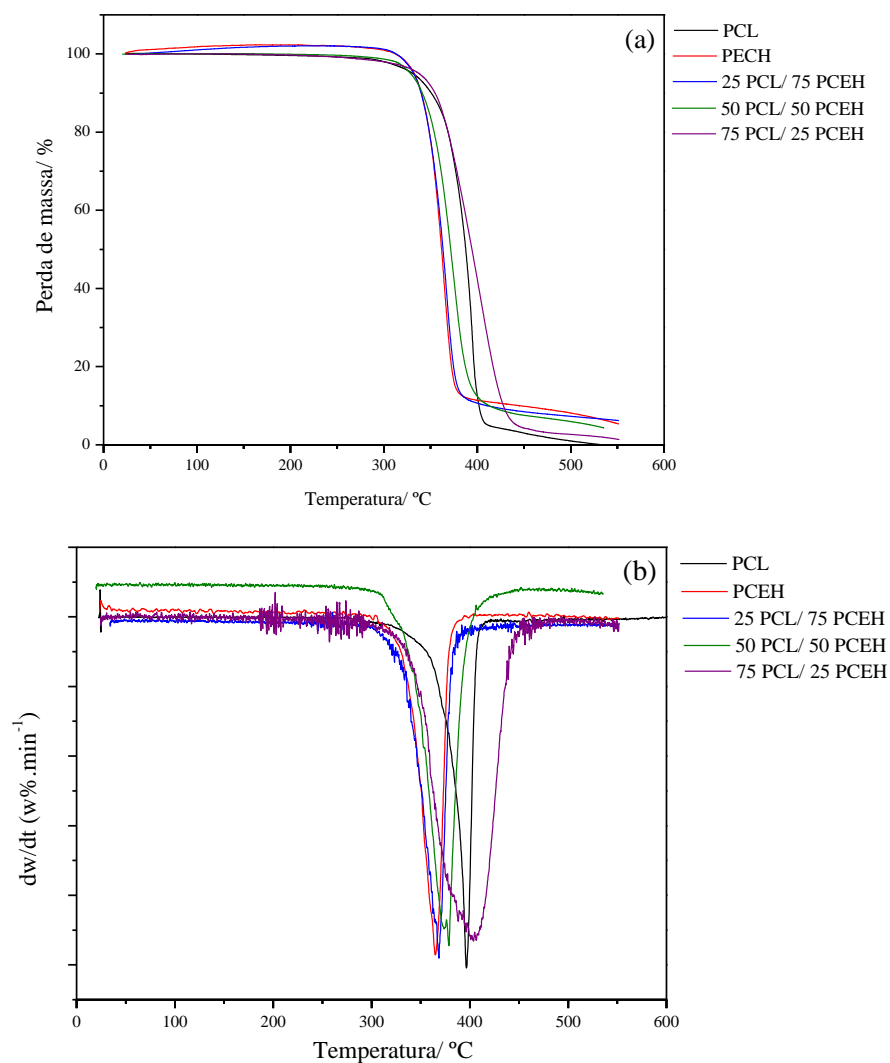 (a)
PCL
PECH
25 PCL/ 75 PCEH
50 PCL/ 50 PCEH
75 PCL/ 25 PCEH
Perda de massa/ %
100
80
60
40
20
0
0 100 200 300 400 500 600
Temperatura/ ºC
(b)
PCL
PCEH
25 PCL/ 75 PCEH
50 PCL/ 50 PCEH
75 PCL/ 25 PCEH
dw/dt (w%.min⁻¹)
0 100 200 300 400 500 600
Temperatura/ ºC